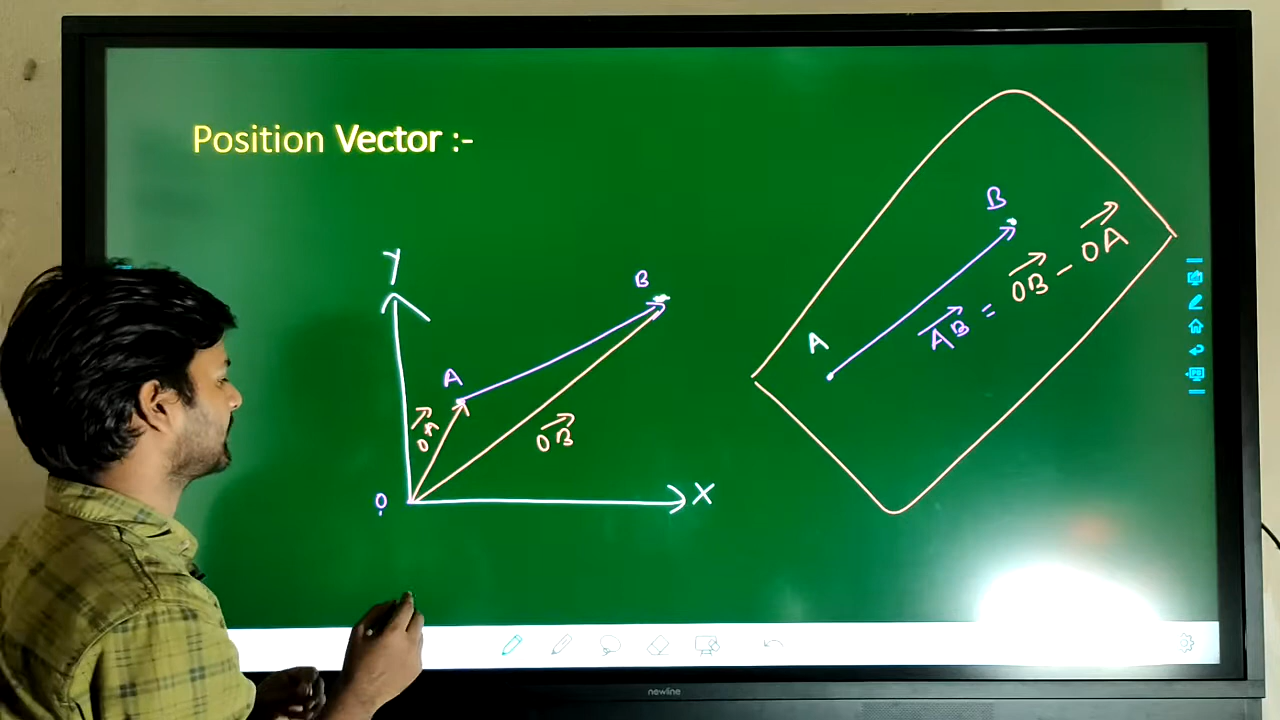 Position Vector :-
Y
B
A
OA
OB
O
X
B
A
AB = OB - OA
newline